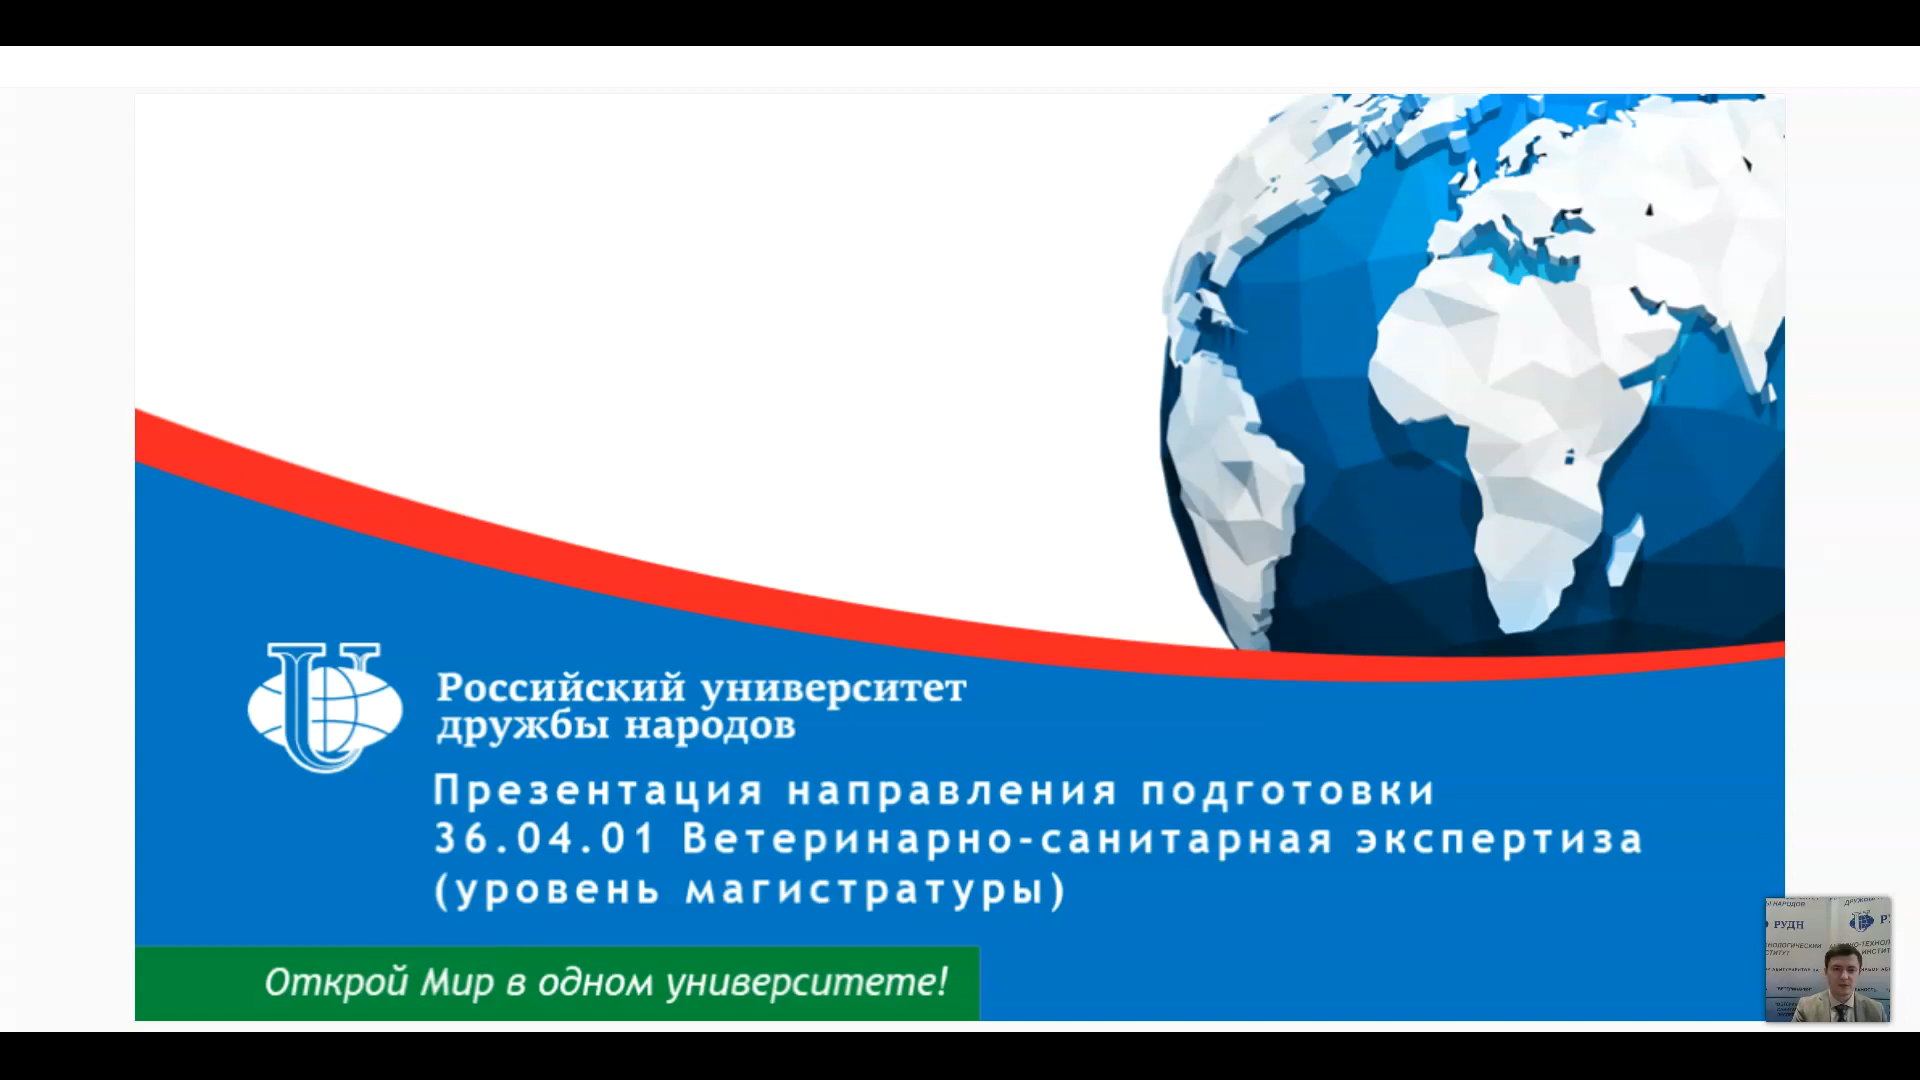 Российский университет
дружбы народов
Презентация направления подготовки
36.04.01 Ветеринарно-санитарная экспертиза
(уровень магистратуры)
Открой Мир в одном университете!
РУДН